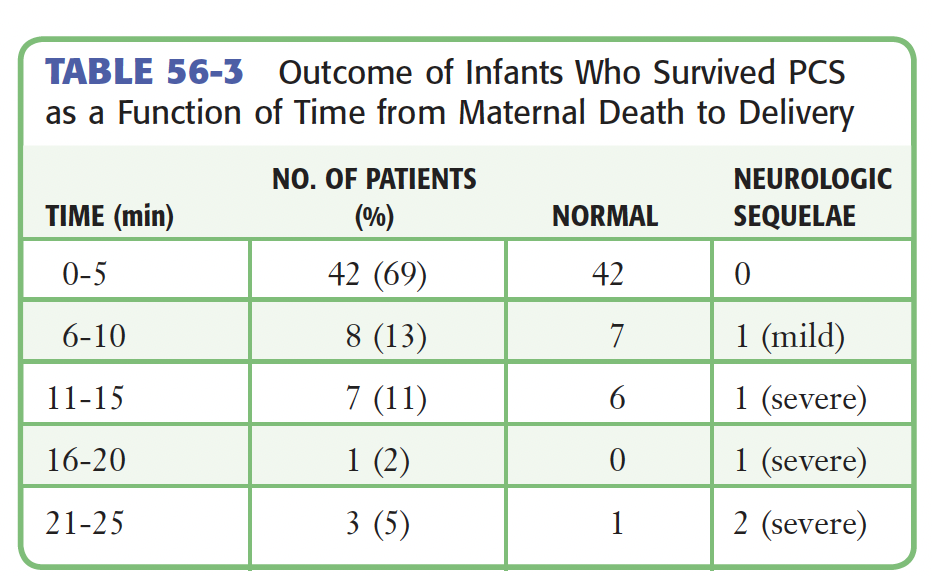 TABLE 56-3 Outcome of Infants Who Survived PCS
as a Function of Time from Maternal Death to Delivery
NO. OF PATIENTS NEUROLOGIC
TIME (min) (%) NORMAL SEQUELAE
0-5 42 (69) 42 0
6-10 8 (13) 7 1 (mild)
11-15 7 (11) 6 1 (severe)
16-20 1 (2) 0 1 (severe)
21-25 3 (5) 1 2 (severe)